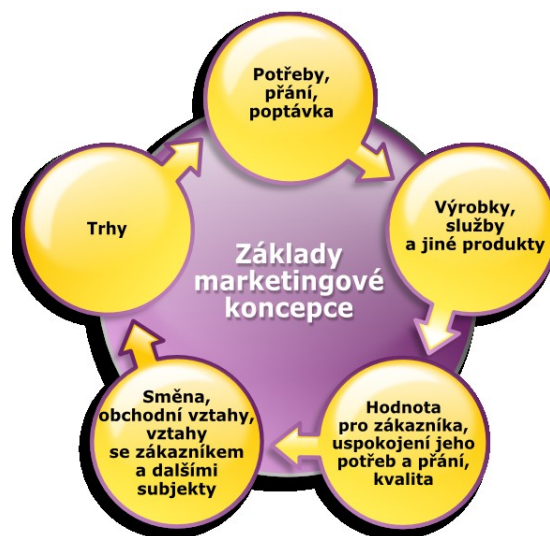 Potřeby,
přání,
poptávka
Výrobky,
služby
a jiné produkty
Hodnota
pro zákazníka,
uspokojení jeho
potřeb a přání,
kvalita
Směna,
obchodní vztahy,
vztahy
se zákazníkem
a dalšími
subjekty
Trhy
Základy
marketingové
koncepce